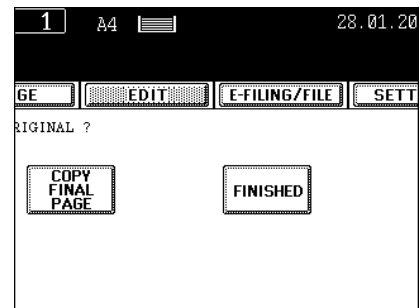 1 A4 28.01.20
GE EDIT E-FILING/FILE SETT
RIGINAL ?
COPY
FINAL
PAGE
FINISHED